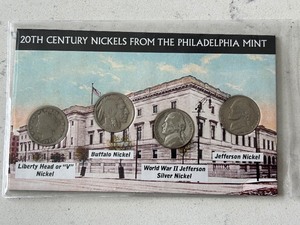 20TH CENTURY NICKELS FROM THE PHILADELPHIA MINT
Liberty Head or "V"
Nickel
Buffalo Nickel
World War II Jefferson
Silver Nickel
Jefferson Nickel